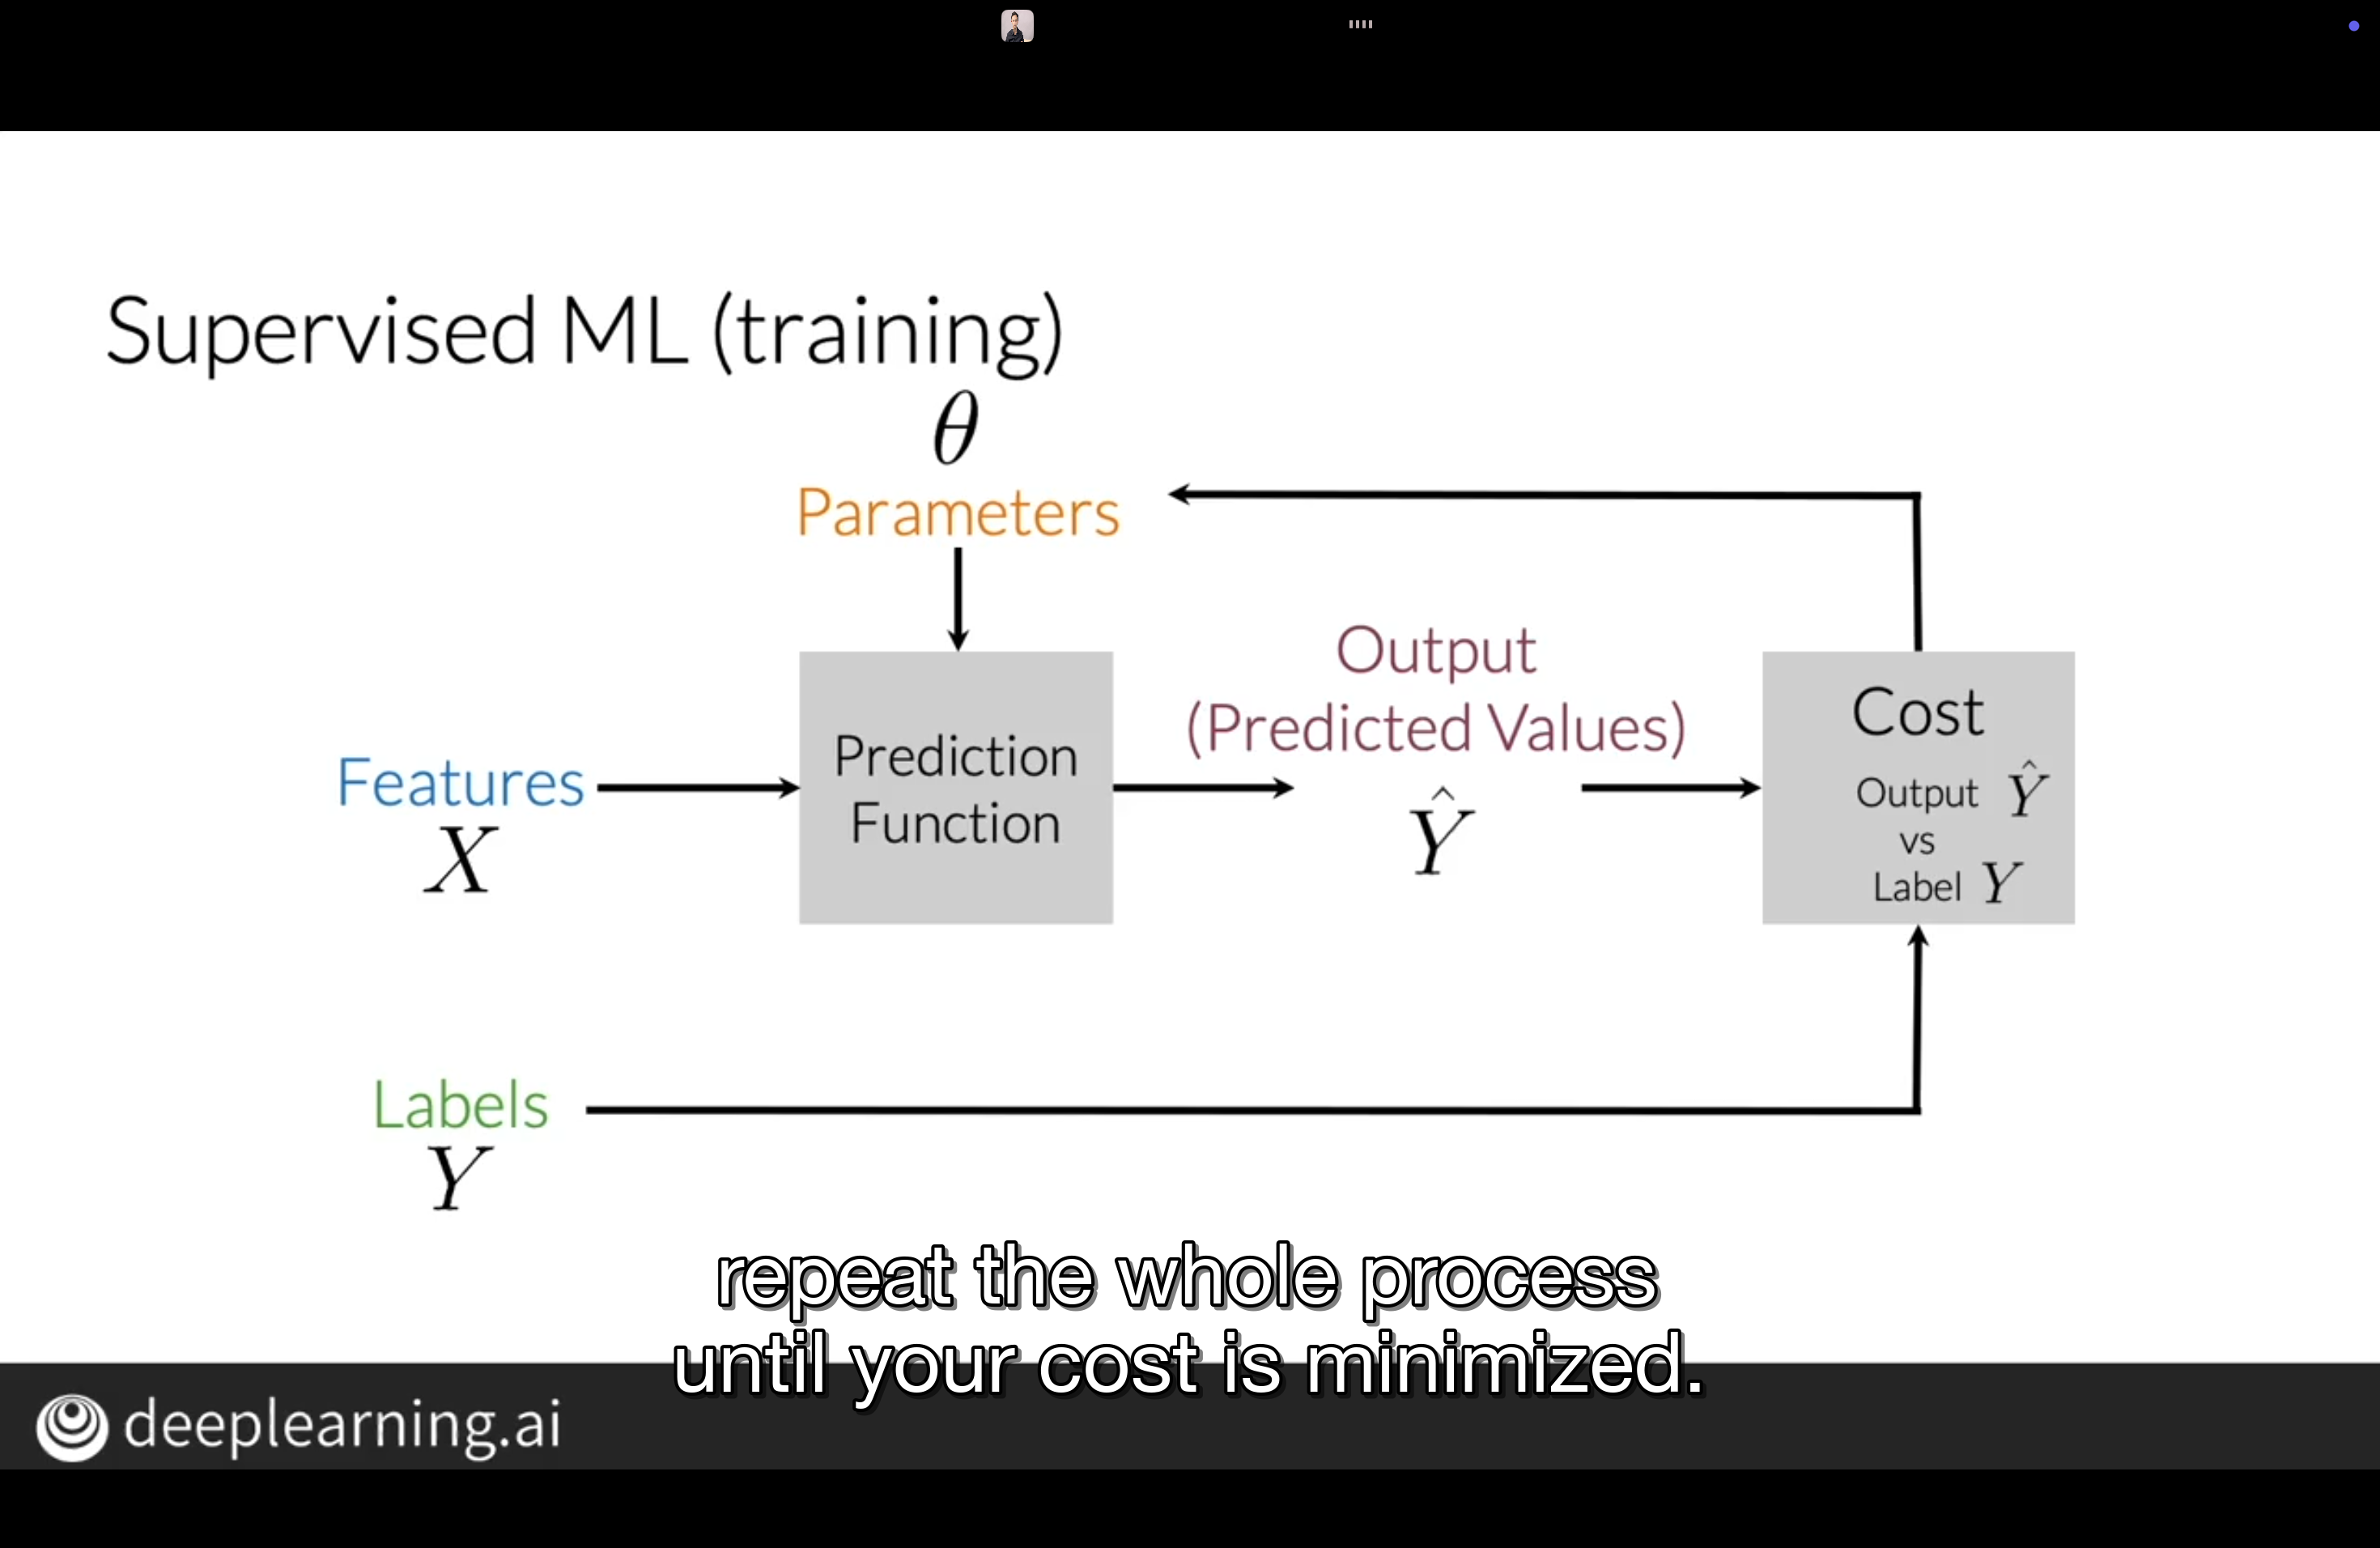 Supervised ML (training)
θ
Parameters
Output
(Predicted Values)
Ŷ
Features
X
Prediction
Function
Cost
Output Ŷ
vs
Label Y
Labels
Y
repeat the whole process
until your cost is minimized.
deeplearning.ai